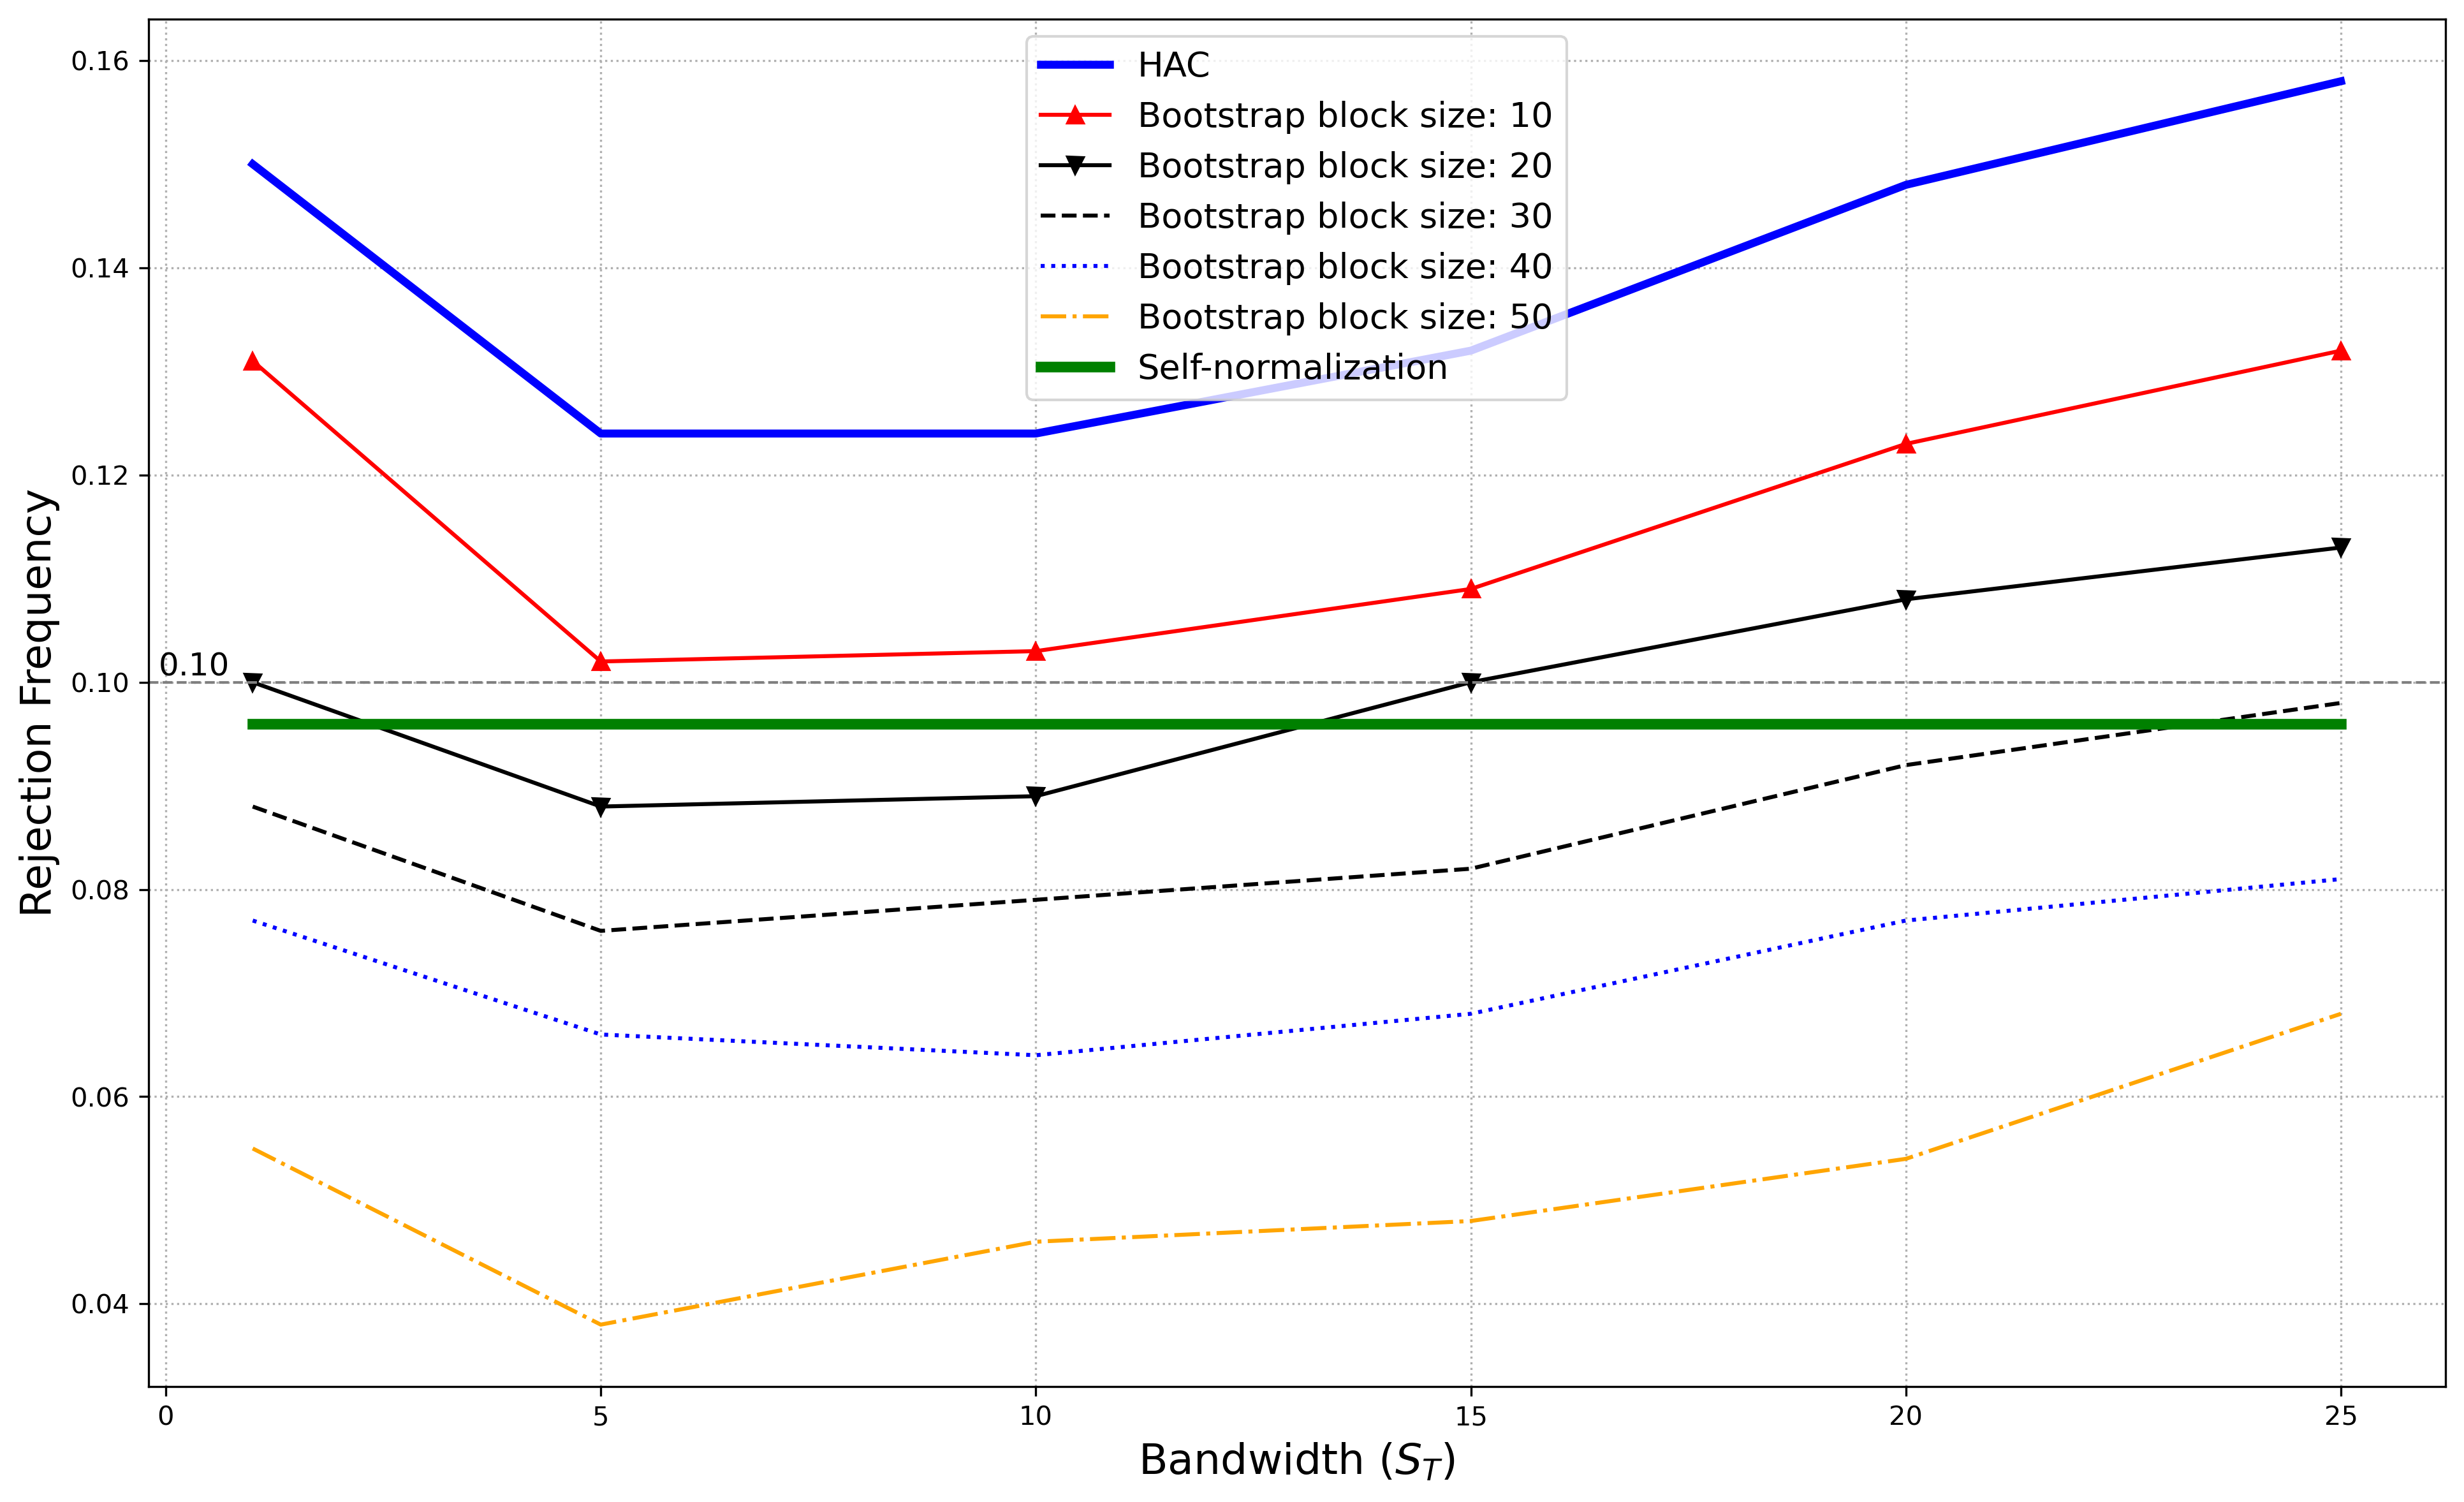 0.16
0.14
0.12
0.10
0.08
0.06
0.04
Rejection Frequency
0.10
HAC
Bootstrap block size: 10
Bootstrap block size: 20
Bootstrap block size: 30
Bootstrap block size: 40
Bootstrap block size: 50
Self-normalization
0 5 10 15 20 25
Bandwidth (S_T)